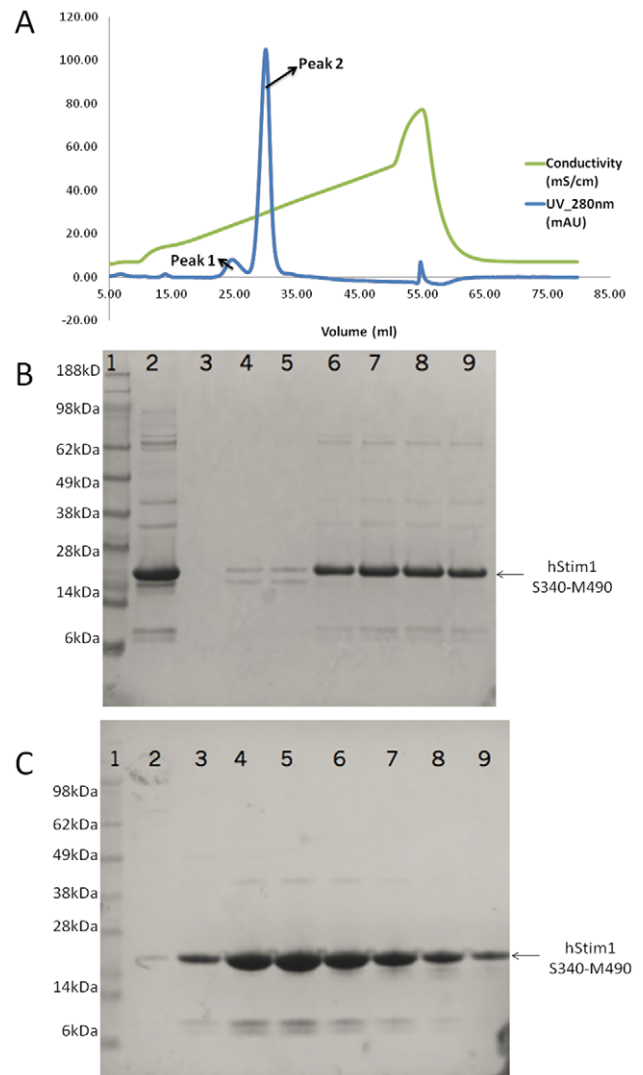 A
120.00
100.00
80.00
60.00
40.00
20.00
0.00
-20.00
Peak 2
Peak 1
Conductivity
(mS/cm)
UV_280nm
(mAU)
5.00 15.00 25.00 35.00 45.00 55.00 65.00 75.00 85.00
Volume (ml)
B
1 2 3 4 5 6 7 8 9
188kD
98kDa
62kDa
49kDa
38kDa
28kDa
14kDa
6kDa
hStim1
S340-M490
C
1 2 3 4 5 6 7 8 9
98kDa
62kDa
49kDa
38kDa
28kDa
14kDa
6kDa
hStim1
S340-M490